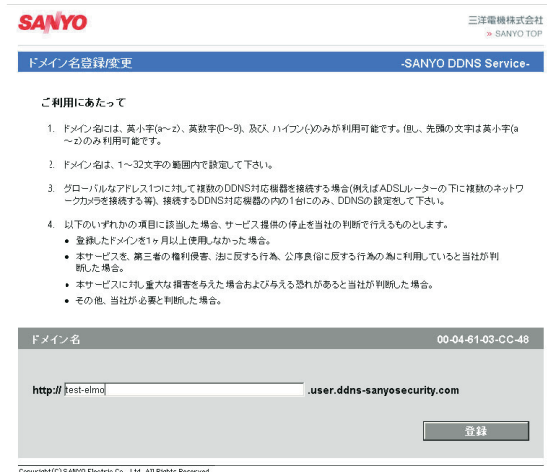 SANYO
三洋電機株式会社
» SANYO TOP
ドメイン名登録/変更
-SANYO DDNS Service-
ご利用にあたって
1. ドメイン名には、英小字(a～z)、英数字(0～9)、及び、ハイフン(-)のみが利用可能です。但し、先頭の文字は英小字(a
～z)のみ利用可能です。
2. ドメイン名は、1～32文字の範囲内で設定して下さい。
3. グローバルなアドレス1つに対して複数のDDNS対応機器を接続する場合(例えばADSLルーターの下に複数のネットワ
ークカメラを接続する等)、接続するDDNS対応機器の内の1台にのみ、DDNSの設定をして下さい。
4. 以下のいずれかの項目に該当した場合、サービス提供の停止を当社の判断で行えるものとします。
● 登録したドメインを1ヶ月以上使用しなかった場合。
● 本サービスを、第三者の権利侵害、法に反する行為、公序良俗に反する行為の為に利用していると当社が判
断した場合。
● 本サービスに対し重大な損害を与えた場合および与える恐れがあると当社が判断した場合。
● その他、当社が必要と判断した場合。
ドメイン名
00-04-61-03-CC-48
http:// test-elmo .user.ddns-sanyosecurity.com
登録
Copyright(C) SANYO Electric Co., Ltd. All Rights Reserved.